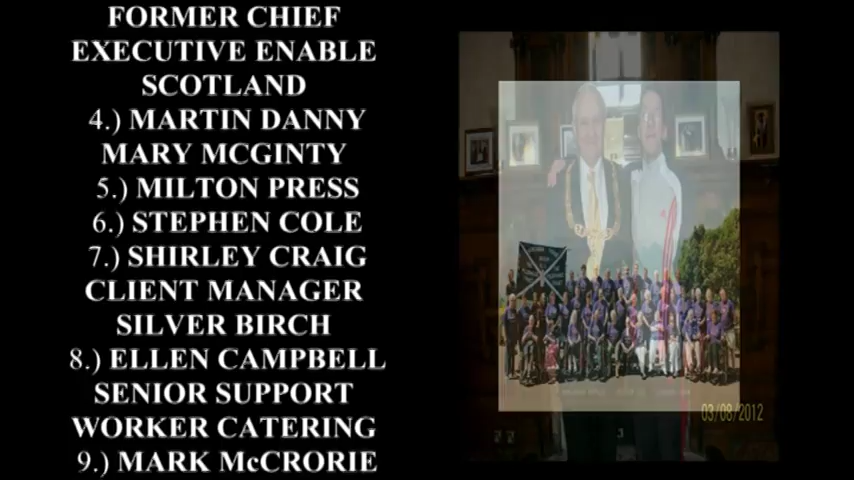 FORMER CHIEF
EXECUTIVE ENABLE
SCOTLAND
4.) MARTIN DANNY
MARY MCGINTY
5.) MILTON PRESS
6.) STEPHEN COLE
7.) SHIRLEY CRAIG
CLIENT MANAGER
SILVER BIRCH
8.) ELLEN CAMPBELL
SENIOR SUPPORT
WORKER CATERING
9.) MARK McCRORIE
03/08/2012